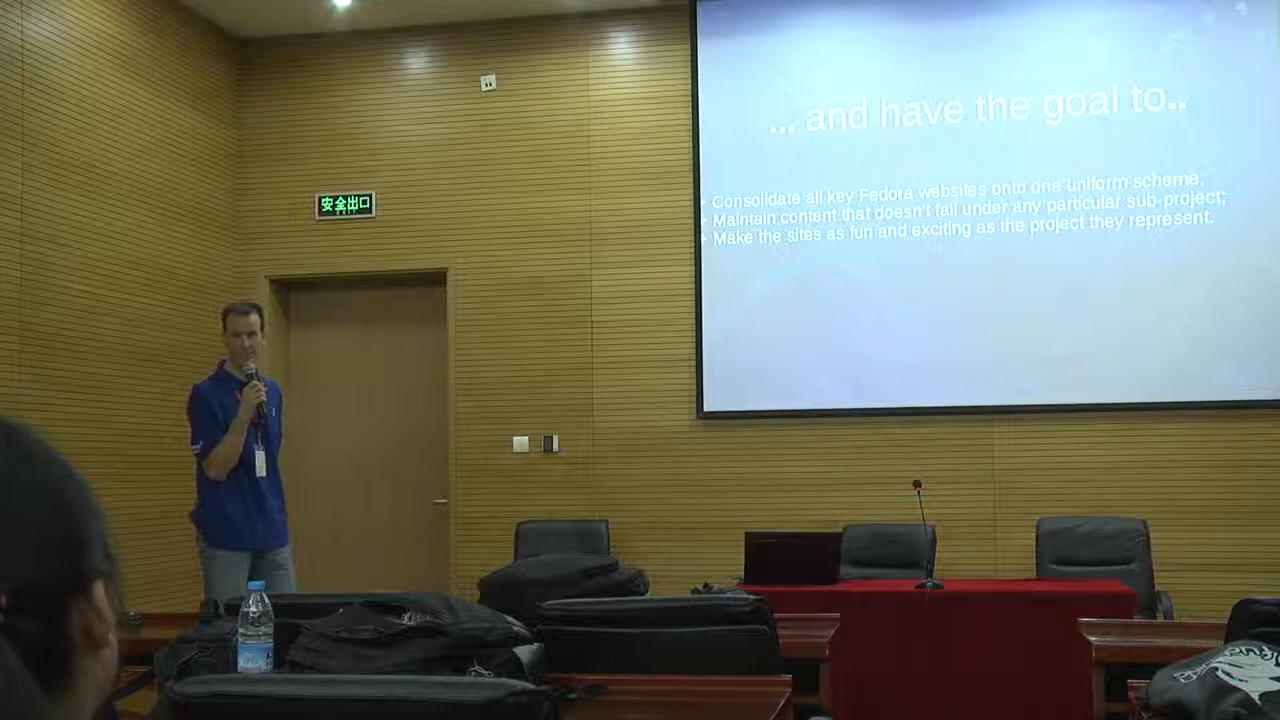 ... and have the goal to..
Consolidate all key Fedora websites onto one uniform scheme,
Maintain content that doesn't fall under any particular sub-project;
Make the sites as fun and exciting as the project they represent.
安全出口
EXIT